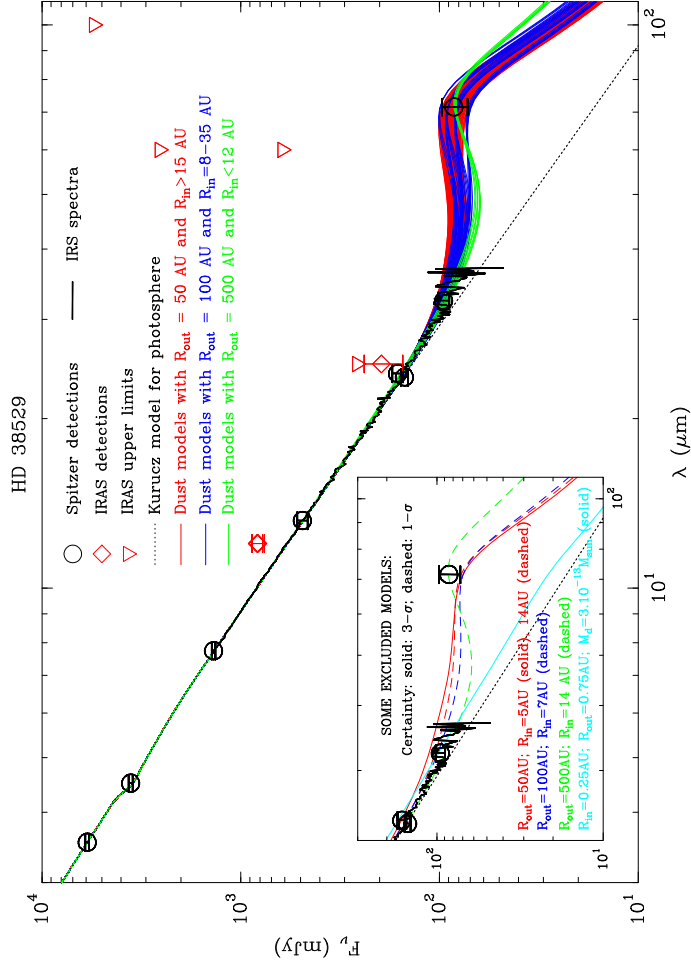 HD 38529
Spitzer detections
IRS spectra
IRAS detections
IRAS upper limits
Kurucz model for photosphere
Dust models with R_out = 50 AU and R_in>15 AU
Dust models with R_out = 100 AU and R_in=8−35 AU
Dust models with R_out = 500 AU and R_in<12 AU
F_ν (mJy)
10^4
10^3
10^2
10^1
SOME EXCLUDED MODELS:
Certainty: solid: 3−σ; dashed: 1−σ
R_out=50AU; R_in=5AU (solid), 14AU (dashed)
R_out=100AU; R_in=7AU (dashed)
R_out=500AU; R_in=14 AU (dashed)
R_in=0.25AU; R_out=0.75AU; M_d=3.10^−13M_sun (solid)
10^2
10^1
10^2
10^1
10^2
λ (μm)